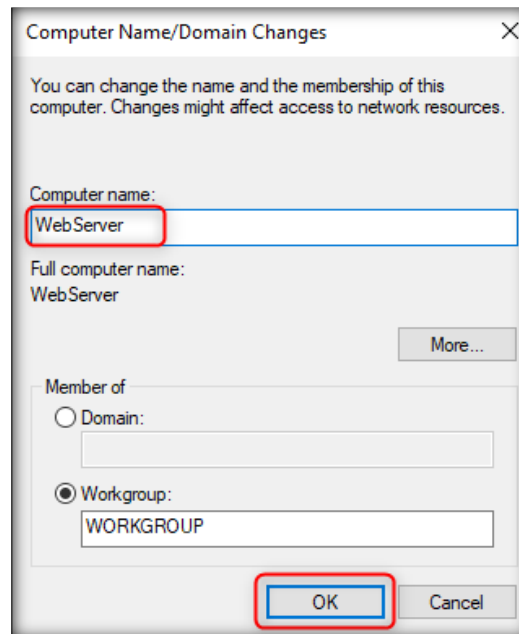 Computer Name/Domain Changes
You can change the name and the membership of this
computer. Changes might affect access to network resources.
Computer name:
WebServer
Full computer name:
WebServer
More...
Member of
Domain:
Workgroup:
WORKGROUP
OK Cancel